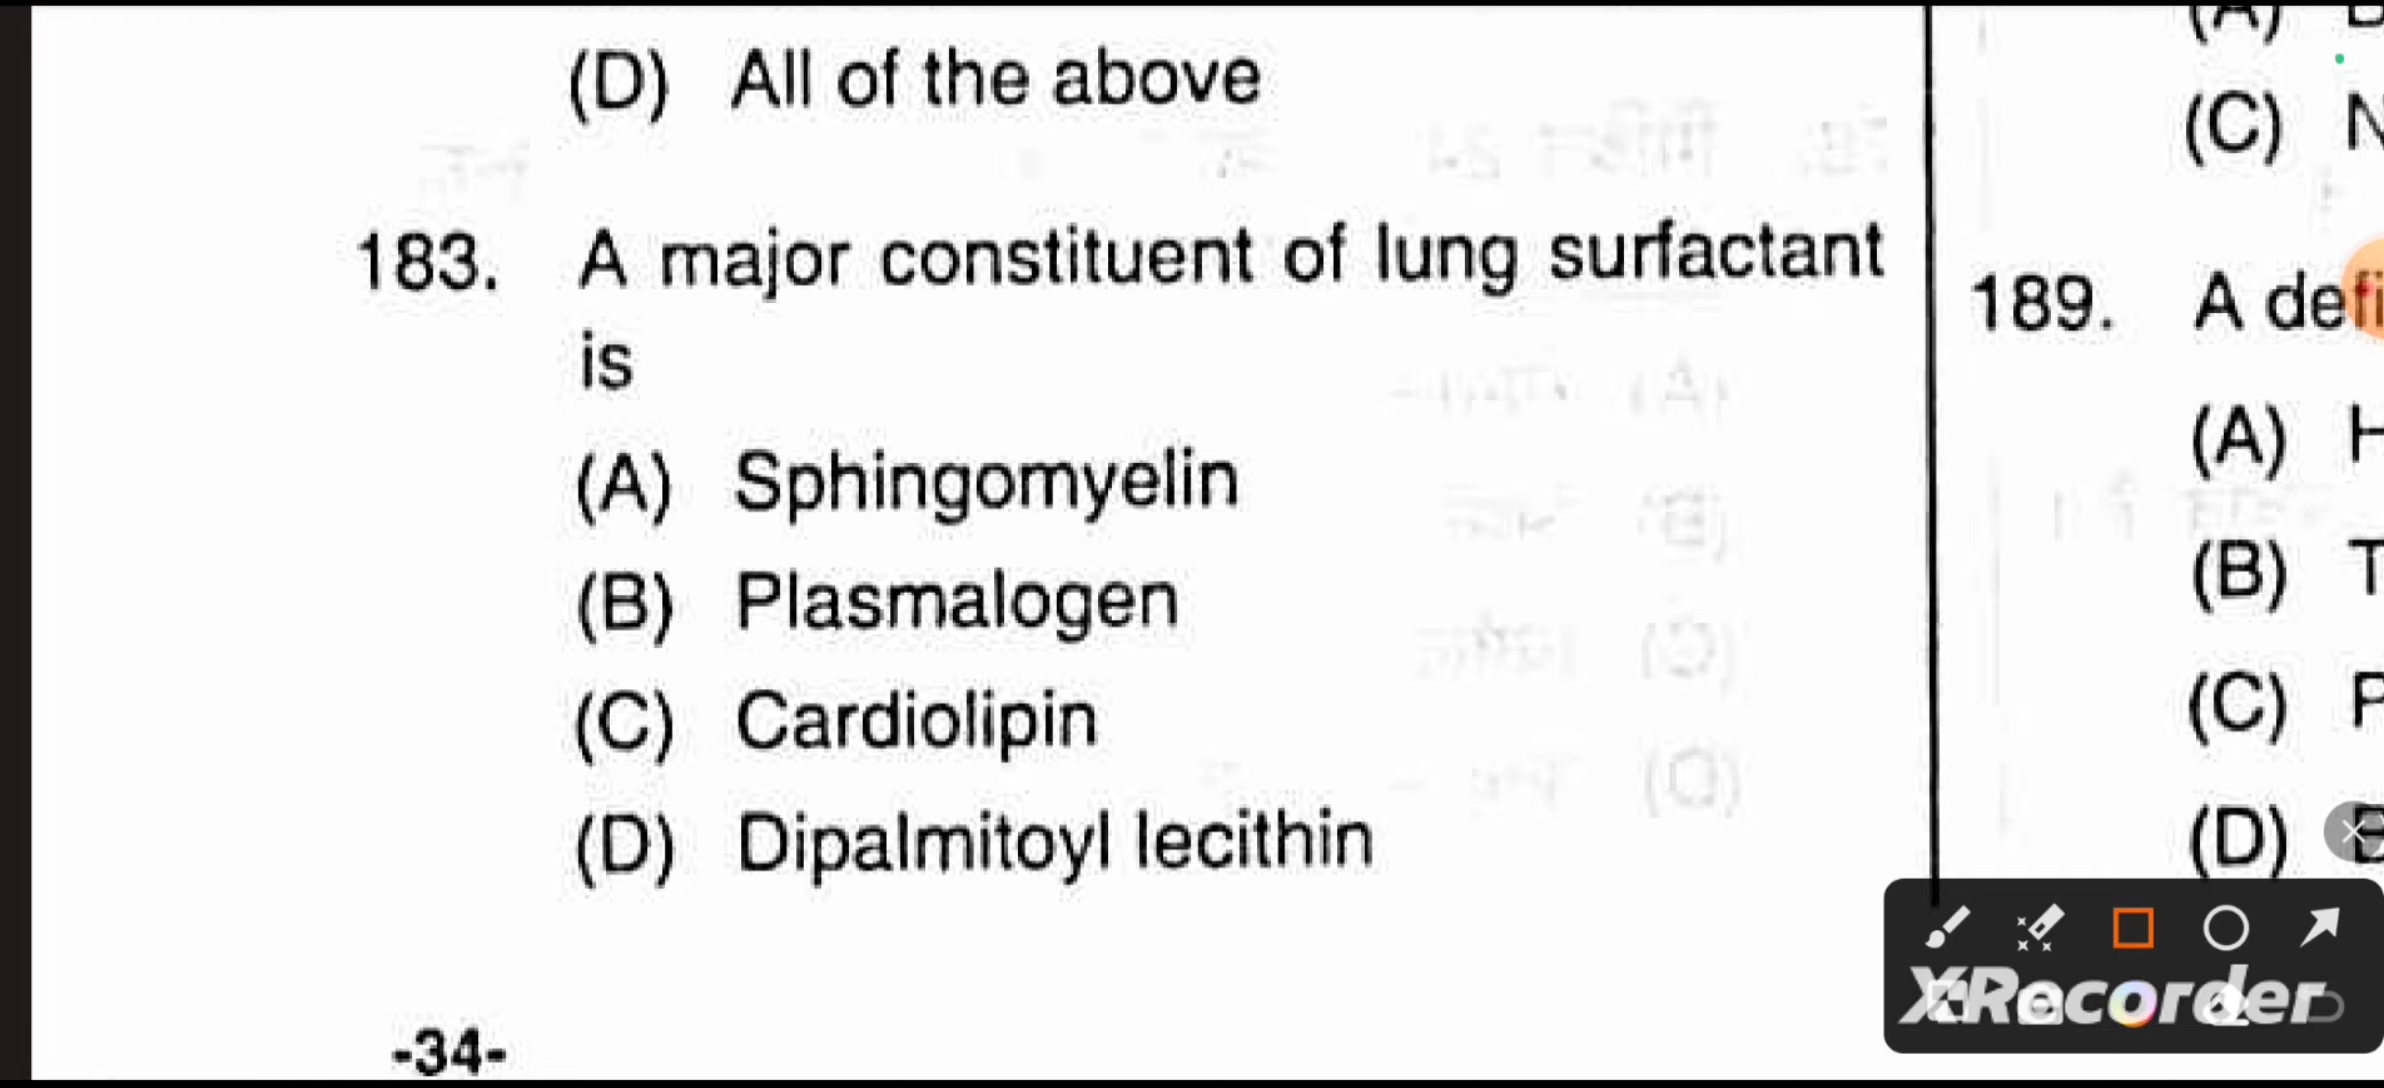 (D) All of the above
183. A major constituent of lung surfactant
is
(A) Sphingomyelin
(B) Plasmalogen
(C) Cardiolipin
(D) Dipalmitoyl lecithin
-34-
(A)
(C) N
189. A defi
(A) H
(B) T
(C) P
(D)
XRecorder